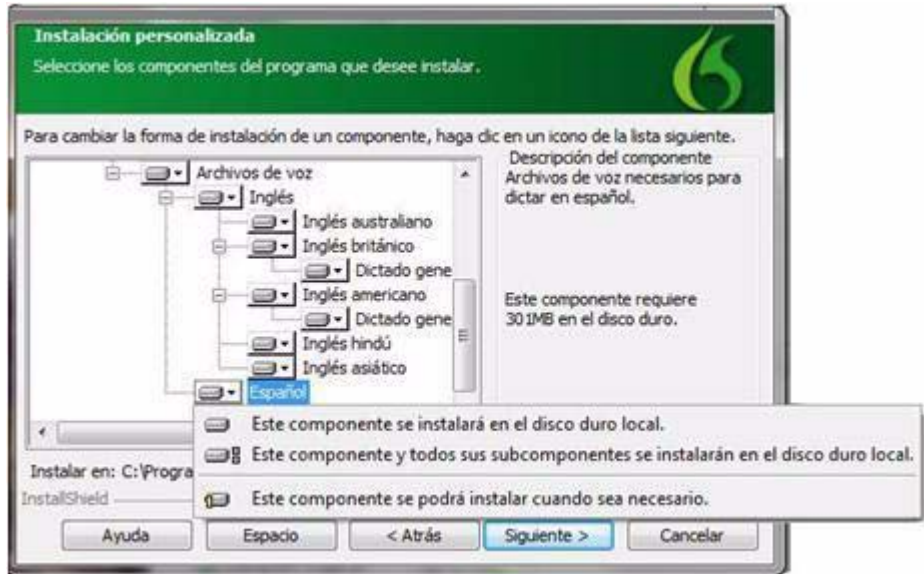 Instalación personalizada
Seleccione los componentes del programa que desee instalar.
Para cambiar la forma de instalación de un componente, haga clic en un icono de la lista siguiente.
Archivos de voz
Inglés
Inglés australiano
Inglés británico
Dictado gene
Inglés americano
Dictado gene
Inglés hindú
Inglés asiático
Español
Descripción del componente
Archivos de voz necesarios para
dictar en español.
Este componente requiere
301MB en el disco duro.
Este componente se instalará en el disco duro local.
Este componente y todos sus subcomponentes se instalarán en el disco duro local.
Este componente se podrá instalar cuando sea necesario.
Instalar en: C:\Progra
InstallShield
Ayuda
Espacio
< Atrás
Siguiente >
Cancelar